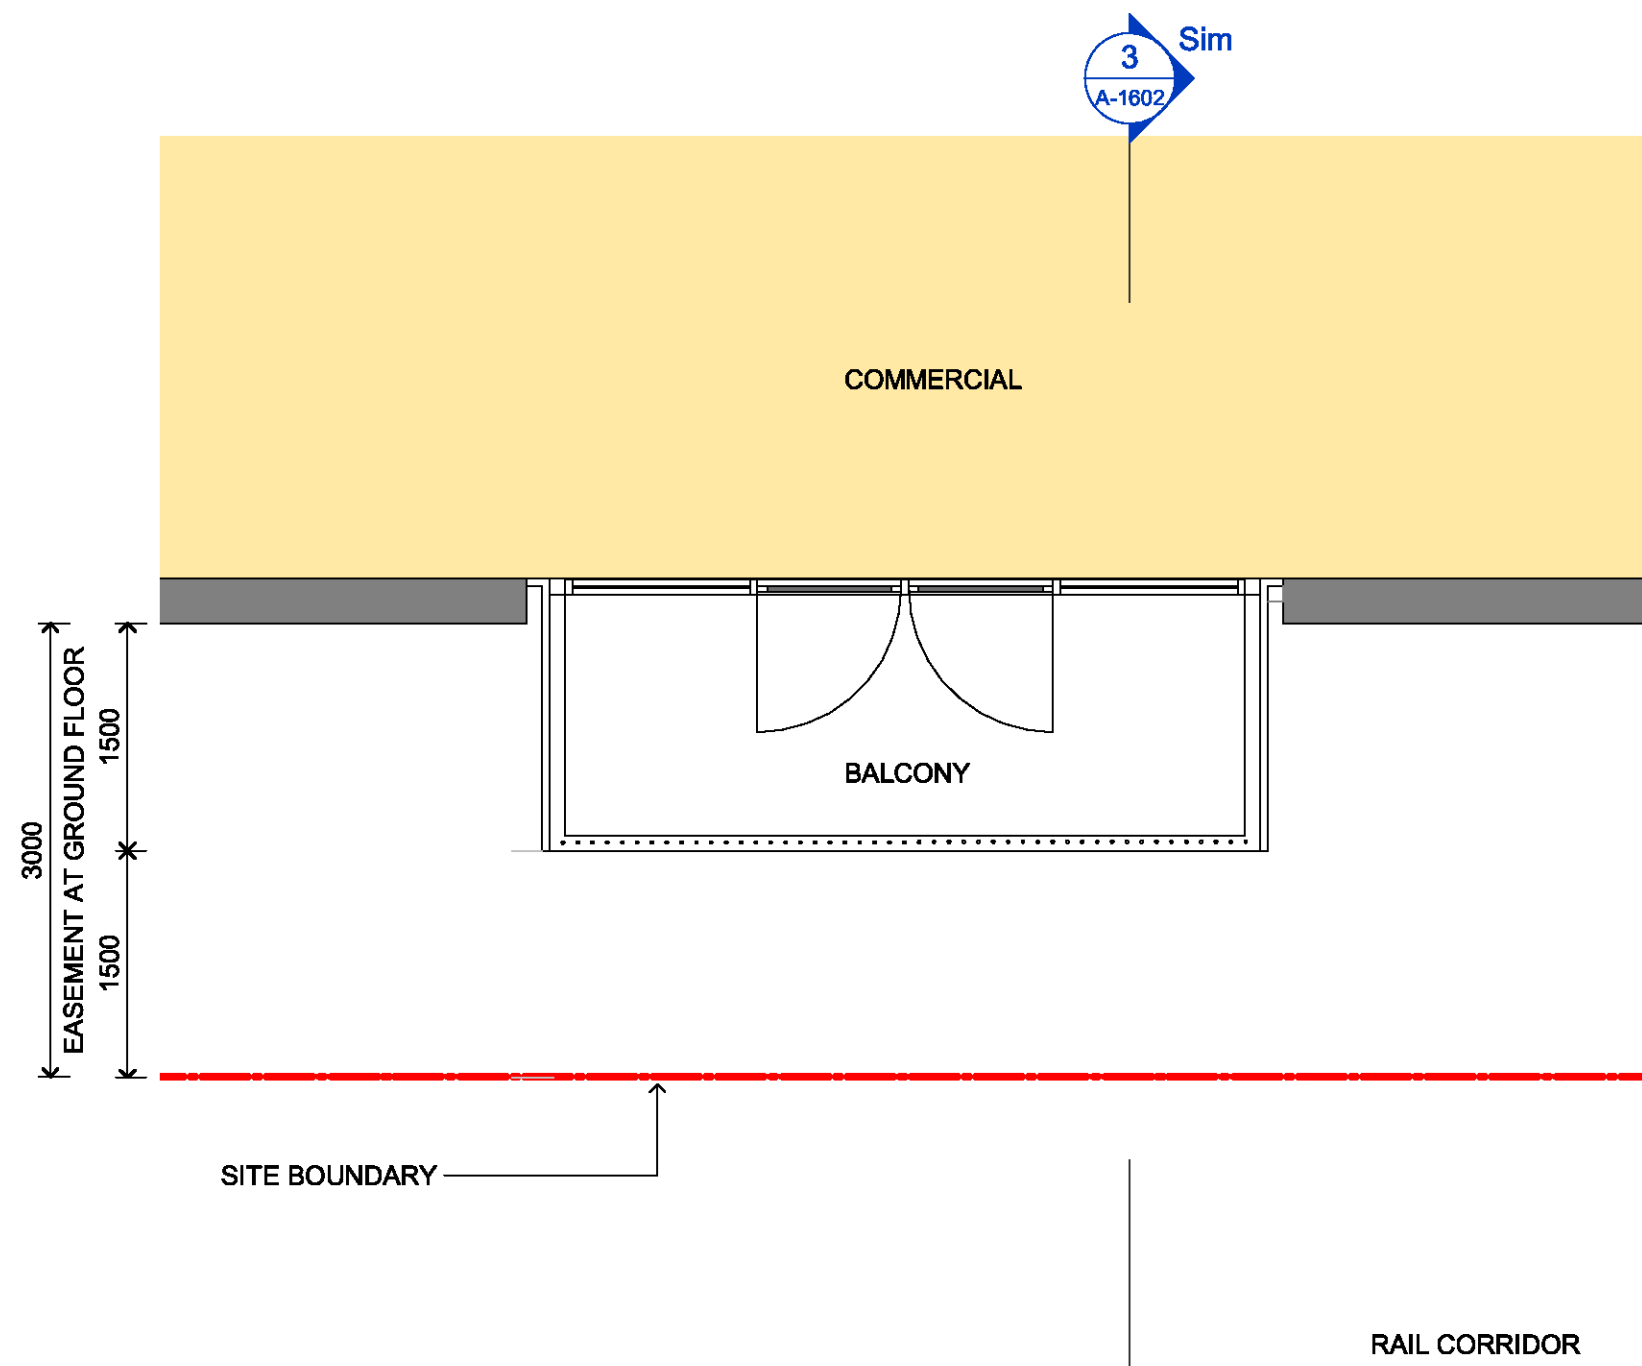 3
A-1602
Sim
COMMERCIAL
BALCONY
3000
EASEMENT AT GROUND FLOOR
1500
1500
SITE BOUNDARY
RAIL CORRIDOR